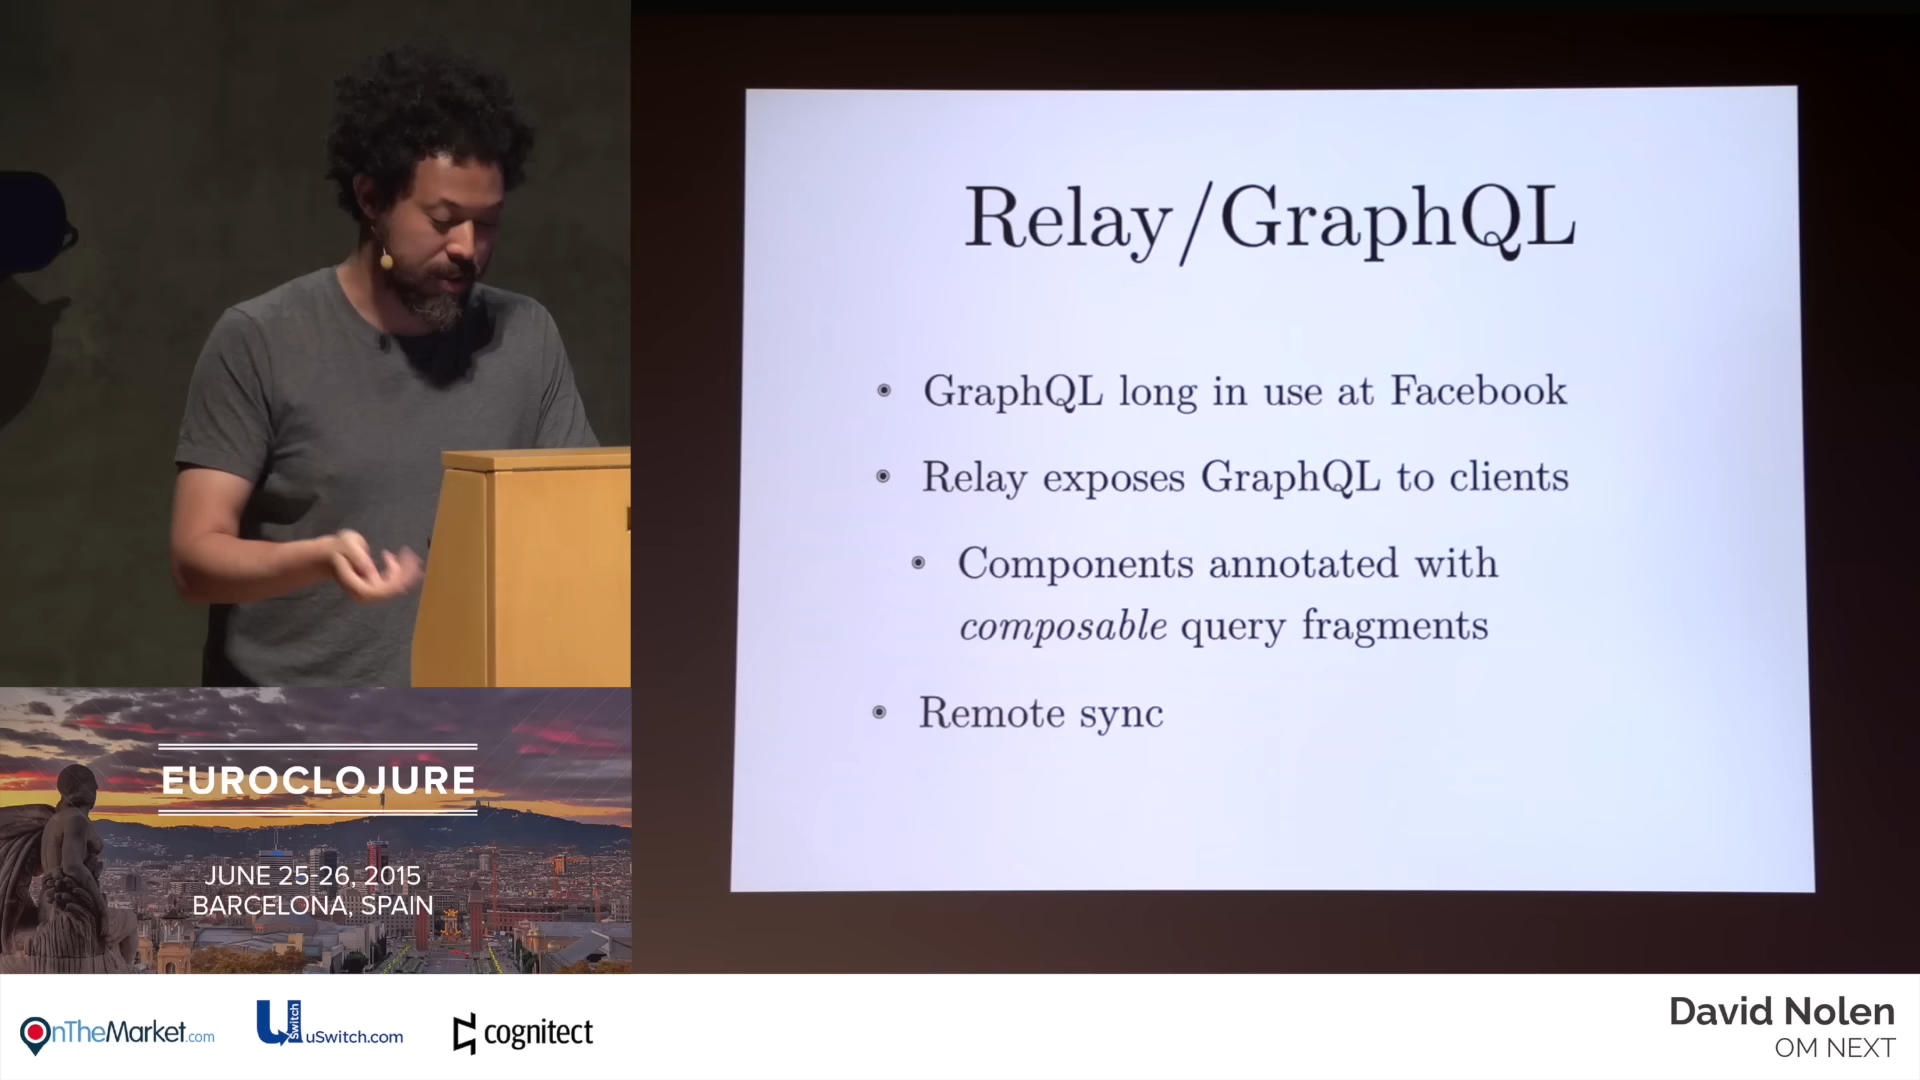 Relay/GraphQL
GraphQL long in use at Facebook
Relay exposes GraphQL to clients
Components annotated with
composable query fragments
Remote sync
EUROCLOJURE
JUNE 25-26, 2015
BARCELONA, SPAIN
OnTheMarket.com
uSwitch
uSwitch.com
cognitect
David Nolen
OM NEXT